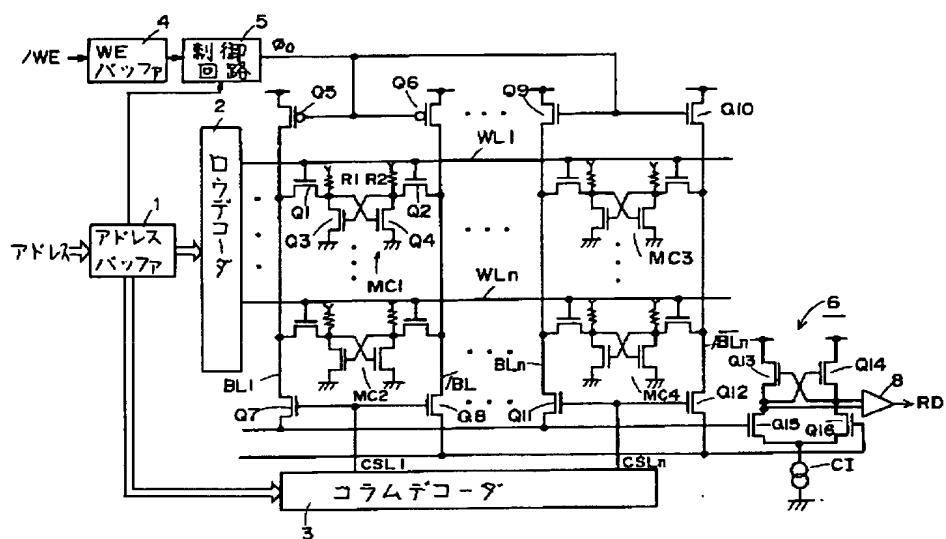 4
5
/WE
WE
バッファ
制御
回路
φ0
Q5
Q6
Q9
Q10
2
ロウデコーダ
WL1
R1 R2
Q1
Q2
Q3
Q4
MC1
MC3
1
アドレス
アドレス
バッファ
WLn
6
MC2
MC4
BL1
/BL
BLn
/BLn
Q13
Q14
8
RD
Q7
Q8
Q11
Q12
Q15
Q16
CSL1
CSLn
CI
コラムデコーダ
3